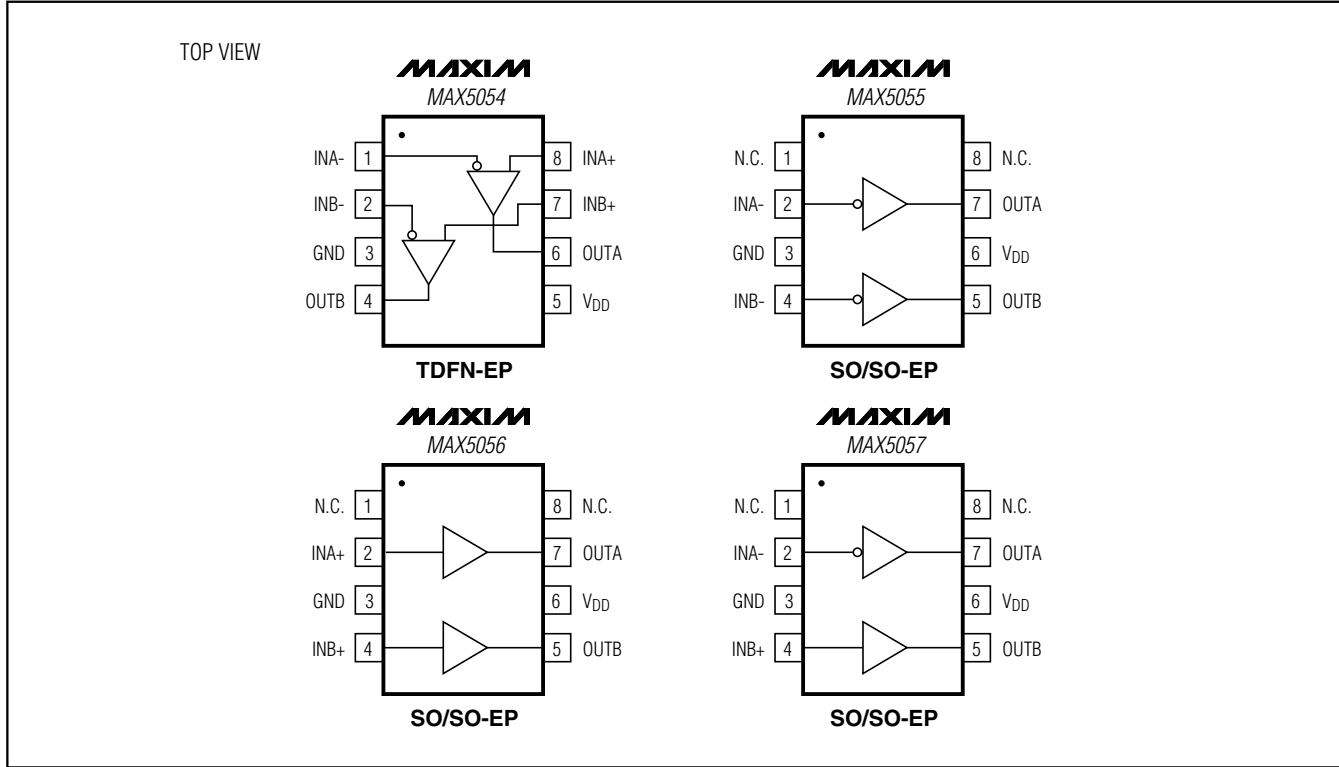 TOP VIEW
MAXIM
MAX5054
INA- 1
8 INA+
INB- 2
7 INB+
GND 3
6 OUTA
OUTB 4
5 VDD
TDFN-EP
MAXIM
MAX5055
N.C. 1
8 N.C.
INA- 2
7 OUTA
GND 3
6 VDD
INB- 4
5 OUTB
SO/SO-EP
MAXIM
MAX5056
N.C. 1
8 N.C.
INA+ 2
7 OUTA
GND 3
6 VDD
INB+ 4
5 OUTB
SO/SO-EP
MAXIM
MAX5057
N.C. 1
8 N.C.
INA- 2
7 OUTA
GND 3
6 VDD
INB+ 4
5 OUTB
SO/SO-EP